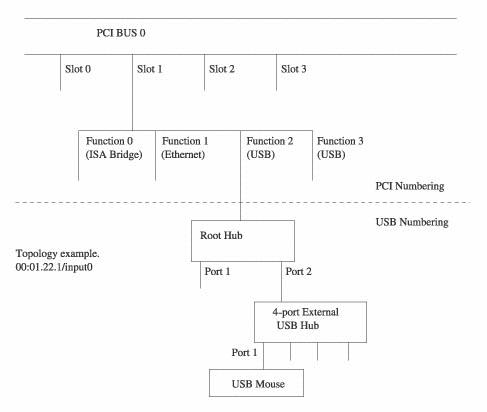 PCI BUS 0
Slot 0 Slot 1 Slot 2 Slot 3
Function 0 Function 1 Function 2 Function 3
(ISA Bridge) (Ethernet) (USB) (USB)
PCI Numbering
USB Numbering
Root Hub
Topology example.
00:01.22.1/input0
Port 1 Port 2
4-port External
USB Hub
Port 1
USB Mouse